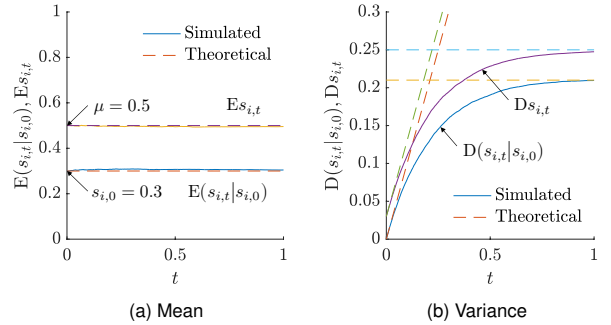 E(s_{i,t}|s_{i,0}), Es_{i,t}
1
0.8
0.6
0.4
0.2
0
0
0.5
1
t
Simulated
Theoretical
μ = 0.5
Es_{i,t}
s_{i,0} = 0.3
E(s_{i,t}|s_{i,0})
(a) Mean
D(s_{i,t}|s_{i,0}), Ds_{i,t}
0.3
0.25
0.2
0.15
0.1
0.05
0
0
0.5
1
t
Ds_{i,t}
D(s_{i,t}|s_{i,0})
Simulated
Theoretical
(b) Variance